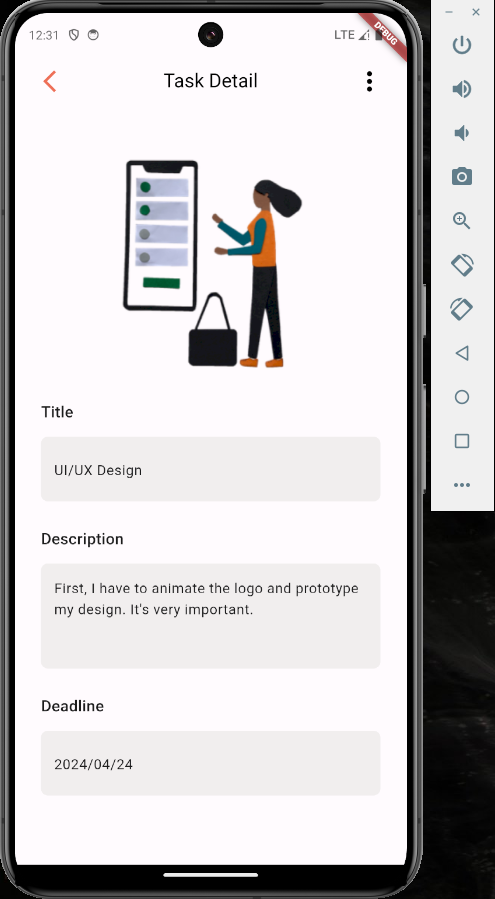 12:31
LTE
DEBUG
Task Detail
Title
UI/UX Design
Description
First, I have to animate the logo and prototype
my design. It's very important.
Deadline
2024/04/24